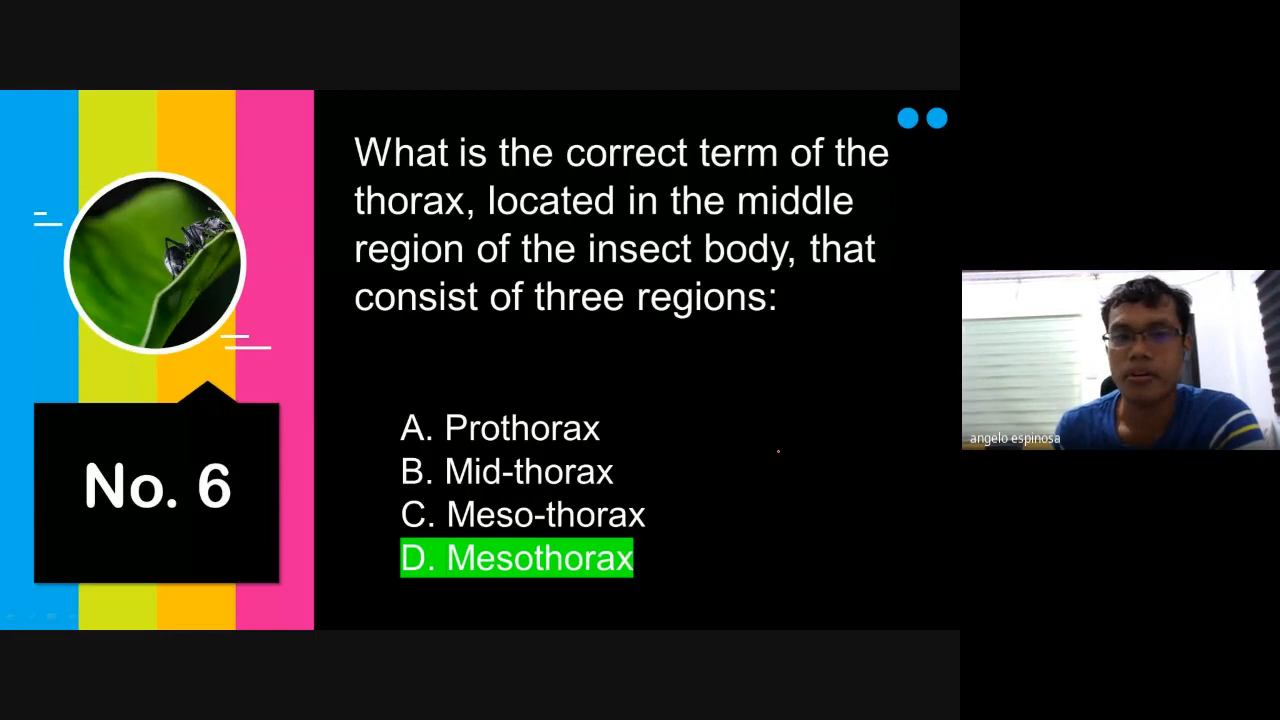 What is the correct term of the
thorax, located in the middle
region of the insect body, that
consist of three regions:
A. Prothorax
B. Mid-thorax
C. Meso-thorax
D. Mesothorax
No. 6
angelo espinosa